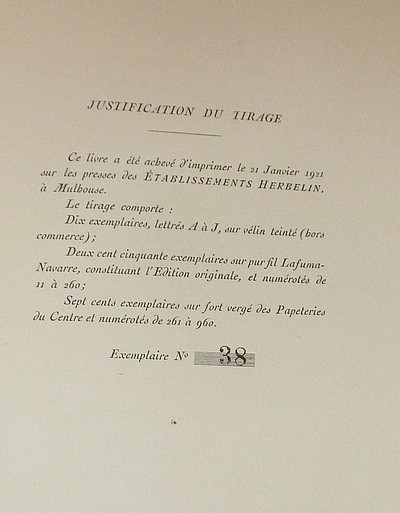 JUSTIFICATION DU TIRAGE
Ce livre a été achevé d'imprimer le 21 Janvier 1921
sur les presses des ÉTABLISSEMENTS HERBELIN,
à Mulhouse.
Le tirage comporte :
Dix exemplaires, lettrés A à J, sur vélin teinté (hors
commerce) ;
Deux cent cinquante exemplaires sur pur fil Lafuma-
Navarre, constituant l'Edition originale, et numérotés de
11 à 260 ;
Sept cents exemplaires sur fort vergé des Papeteries
du Centre et numérotés de 261 à 960.
Exemplaire N° 38